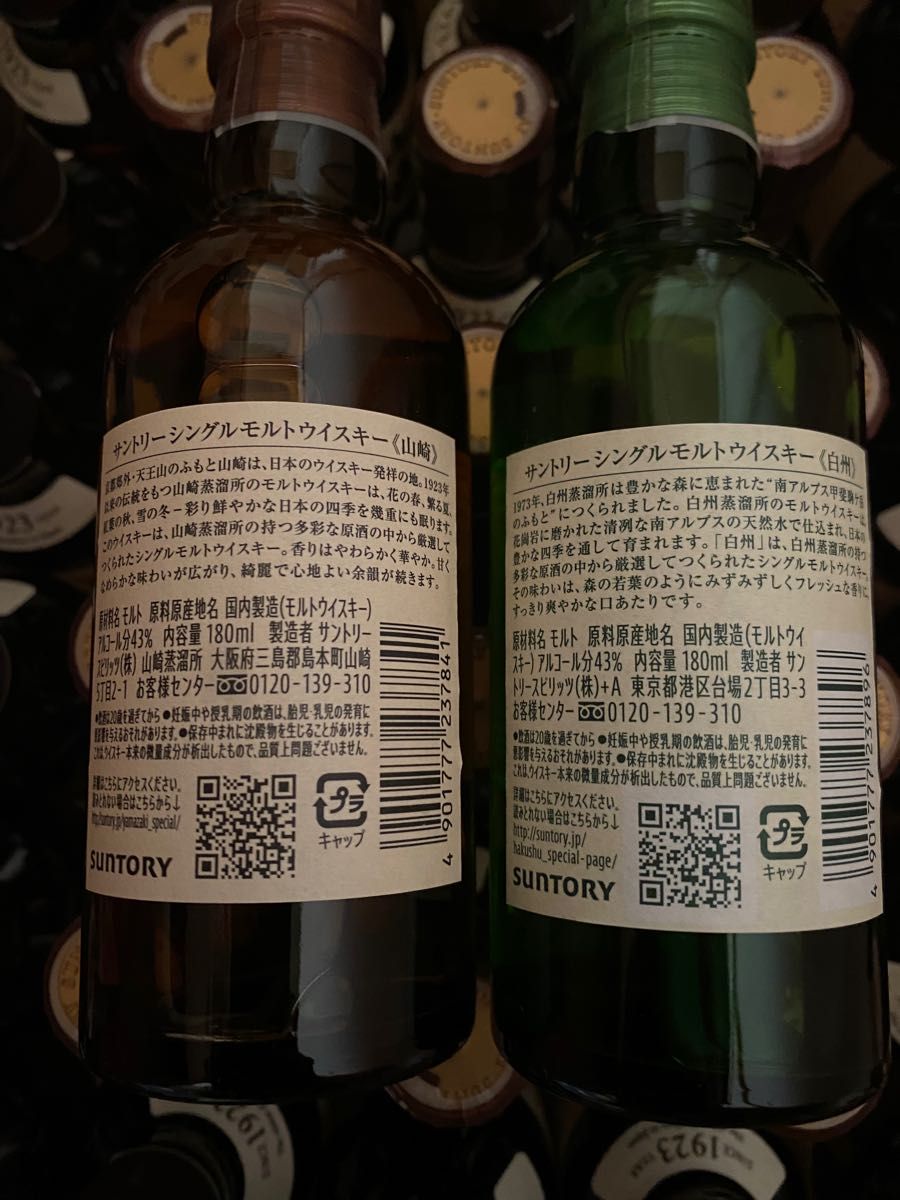 サントリーシングルモルトウイスキー《山崎》
京都郊外・天王山のふもと山崎は、日本のウイスキー発祥の地。1923年
以来の伝統をもつ山崎蒸溜所のモルトウイスキーは、花の春、繁る夏、
紅葉の秋、雪の冬－彩り鮮やかな日本の四季を幾重にも眠ります。
このウイスキーは、山崎蒸溜所の持つ多彩な原酒の中から厳選して
つくられたシングルモルトウイスキー。香りはやわらかく華やか。甘く
なめらかな味わいが広がり、綺麗で心地よい余韻が続きます。
原材料名 モルト 原料原産地名 国内製造(モルトウイスキー)
アルコール分43% 内容量 180ml 製造者 サントリー
スピリッツ(株) 山崎蒸溜所 大阪府三島郡島本町山崎
5丁目2-1 お客様センター 0120-139-310
●飲酒は20歳を過ぎてから ●妊娠中や授乳期の飲酒は、胎児・乳児の発育に
悪影響を与えるおそれがあります。●保存中まれに沈殿物を生じることがありますが、
これは、ウイスキー本来の微量成分が析出したもので、品質上問題ございません。
詳細はこちらにアクセスください。
読みとれない場合はこちらから↓
http://suntory.jp/yamazaki_special/
SUNTORY
プラ
キャップ
4 901777 237841
サントリーシングルモルトウイスキー《白州》
1973年、白州蒸溜所は豊かな森に恵まれた“南アルプス甲斐駒ヶ岳
のふもと”につくられました。白州蒸溜所のモルトウイスキーは、
花崗岩に磨かれた清冽な南アルプスの天然水で仕込まれ、日本の
豊かな四季を通して育まれます。「白州」は、白州蒸溜所の持つ
多彩な原酒の中から厳選してつくられたシングルモルトウイスキー。
その味わいは、森の若葉のようにみずみずしくフレッシュな香りに、
すっきり爽やかな口あたりです。
原材料名 モルト 原料原産地名 国内製造(モルトウイ
スキー) アルコール分43% 内容量 180ml 製造者 サン
トリースピリッツ(株)+A 東京都港区台場2丁目3-3
お客様センター 0120-139-310
●飲酒は20歳を過ぎてから ●妊娠中や授乳期の飲酒は、胎児・乳児の発育に
悪影響を与えるおそれがあります。●保存中まれに沈殿物を生じることがありますが、
これは、ウイスキー本来の微量成分が析出したもので、品質上問題ございません。
詳細はこちらにアクセスください。
読みとれない場合はこちらから↓
http://suntory.jp/
hakushu_special-page/
SUNTORY
プラ
キャップ
4 901777 237896
SINCE 1923
SINCE 1923